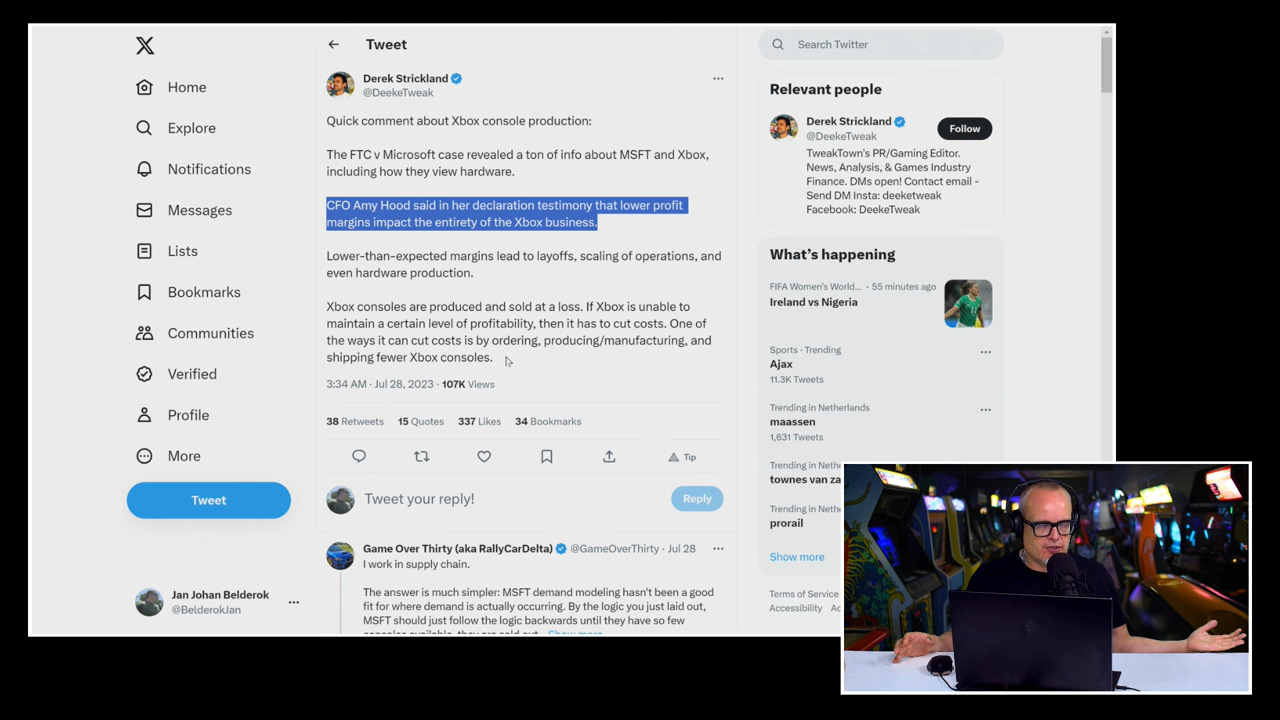 Home
Explore
Notifications
Messages
Lists
Bookmarks
Communities
Verified
Profile
More
Tweet
Jan Johan Belderok
@BelderokJan
Tweet
Derek Strickland
@DeekeTweak
Quick comment about Xbox console production:
The FTC v Microsoft case revealed a ton of info about MSFT and Xbox,
including how they view hardware.
CFO Amy Hood said in her declaration testimony that lower profit
margins impact the entirety of the Xbox business.
Lower-than-expected margins lead to layoffs, scaling of operations, and
even hardware production.
Xbox consoles are produced and sold at a loss. If Xbox is unable to
maintain a certain level of profitability, then it has to cut costs. One of
the ways it can cut costs is by ordering, producing/manufacturing, and
shipping fewer Xbox consoles.
3:34 AM · Jul 28, 2023 · 107K Views
38 Retweets 15 Quotes 337 Likes 34 Bookmarks
Tip
Tweet your reply!
Reply
Game Over Thirty (aka RallyCarDelta) @GameOverThirty · Jul 28
I work in supply chain.
The answer is much simpler: MSFT demand modeling hasn't been a good
fit for where demand is actually occurring. By the logic you just laid out,
MSFT should just follow the logic backwards until they have so few
Search Twitter
Relevant people
Derek Strickland
@DeekeTweak
Follow
TweakTown's PR/Gaming Editor.
News, Analysis, & Games Industry
Finance. DMs open! Contact email -
Send DM Insta: deeketweak
Facebook: DeekeTweak
What's happening
FIFA Women's World... · 55 minutes ago
Ireland vs Nigeria
Sports · Trending
Ajax
11.3K Tweets
Trending in Netherlands
maassen
1,631 Tweets
Trending in Nethe
townes van za
Trending in Nethe
prorail
Show more
Terms of Service
Accessibility